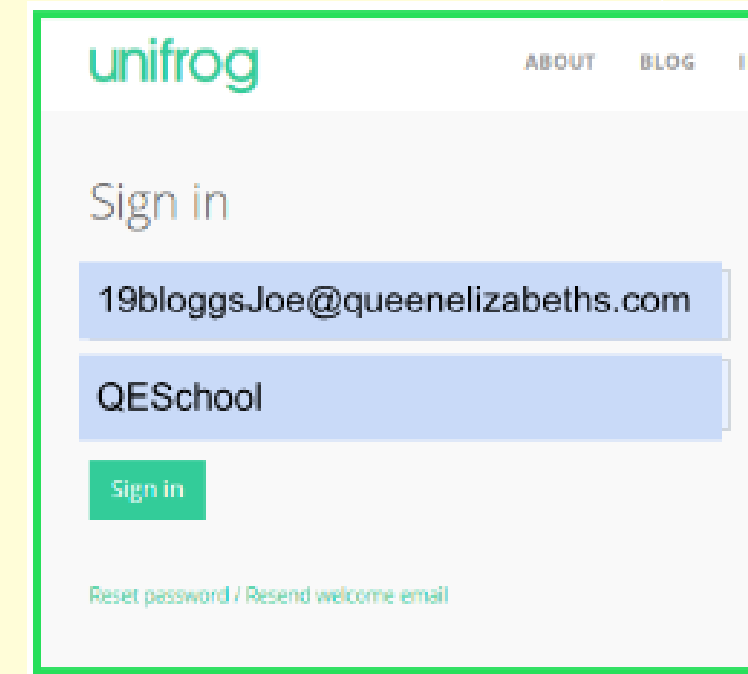 unifrog ABOUT BLOG
Sign in
19bloggsJoe@queenelizabeths.com
QESchool
Sign in
Reset password / Resend welcome email